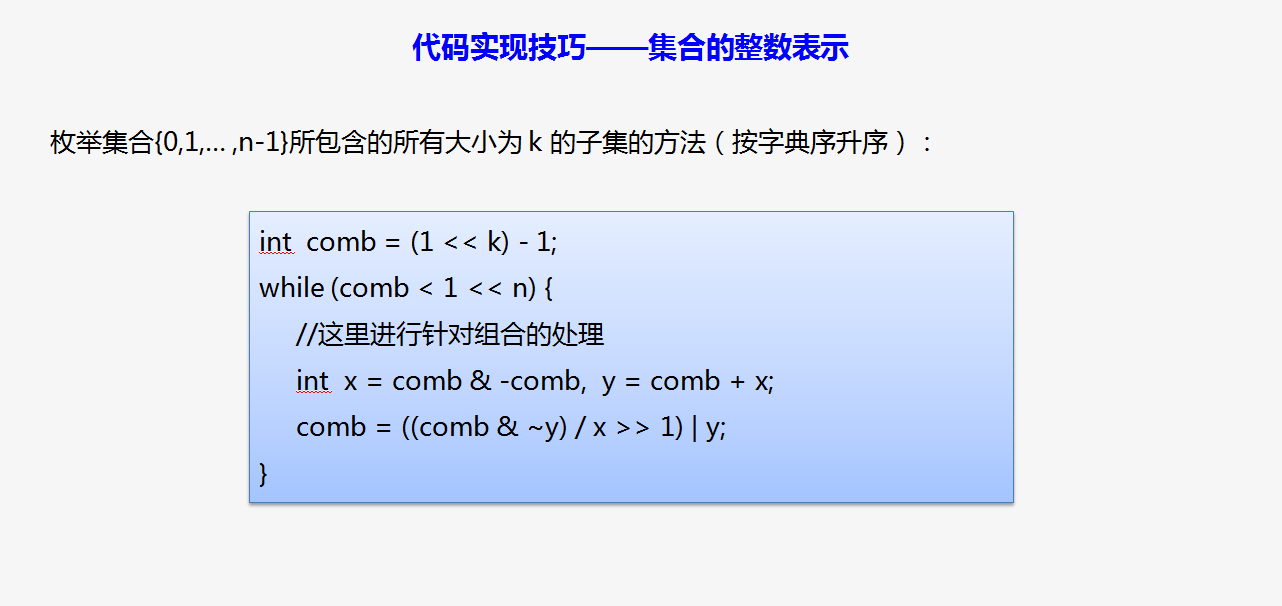 代码实现技巧——集合的整数表示
枚举集合{0,1,... ,n-1}所包含的所有大小为 k 的子集的方法（按字典序升序）：
int comb = (1 << k) - 1;
while (comb < 1 << n) {
//这里进行针对组合的处理
int x = comb & -comb, y = comb + x;
comb = ((comb & ~y) / x >> 1) | y;
}